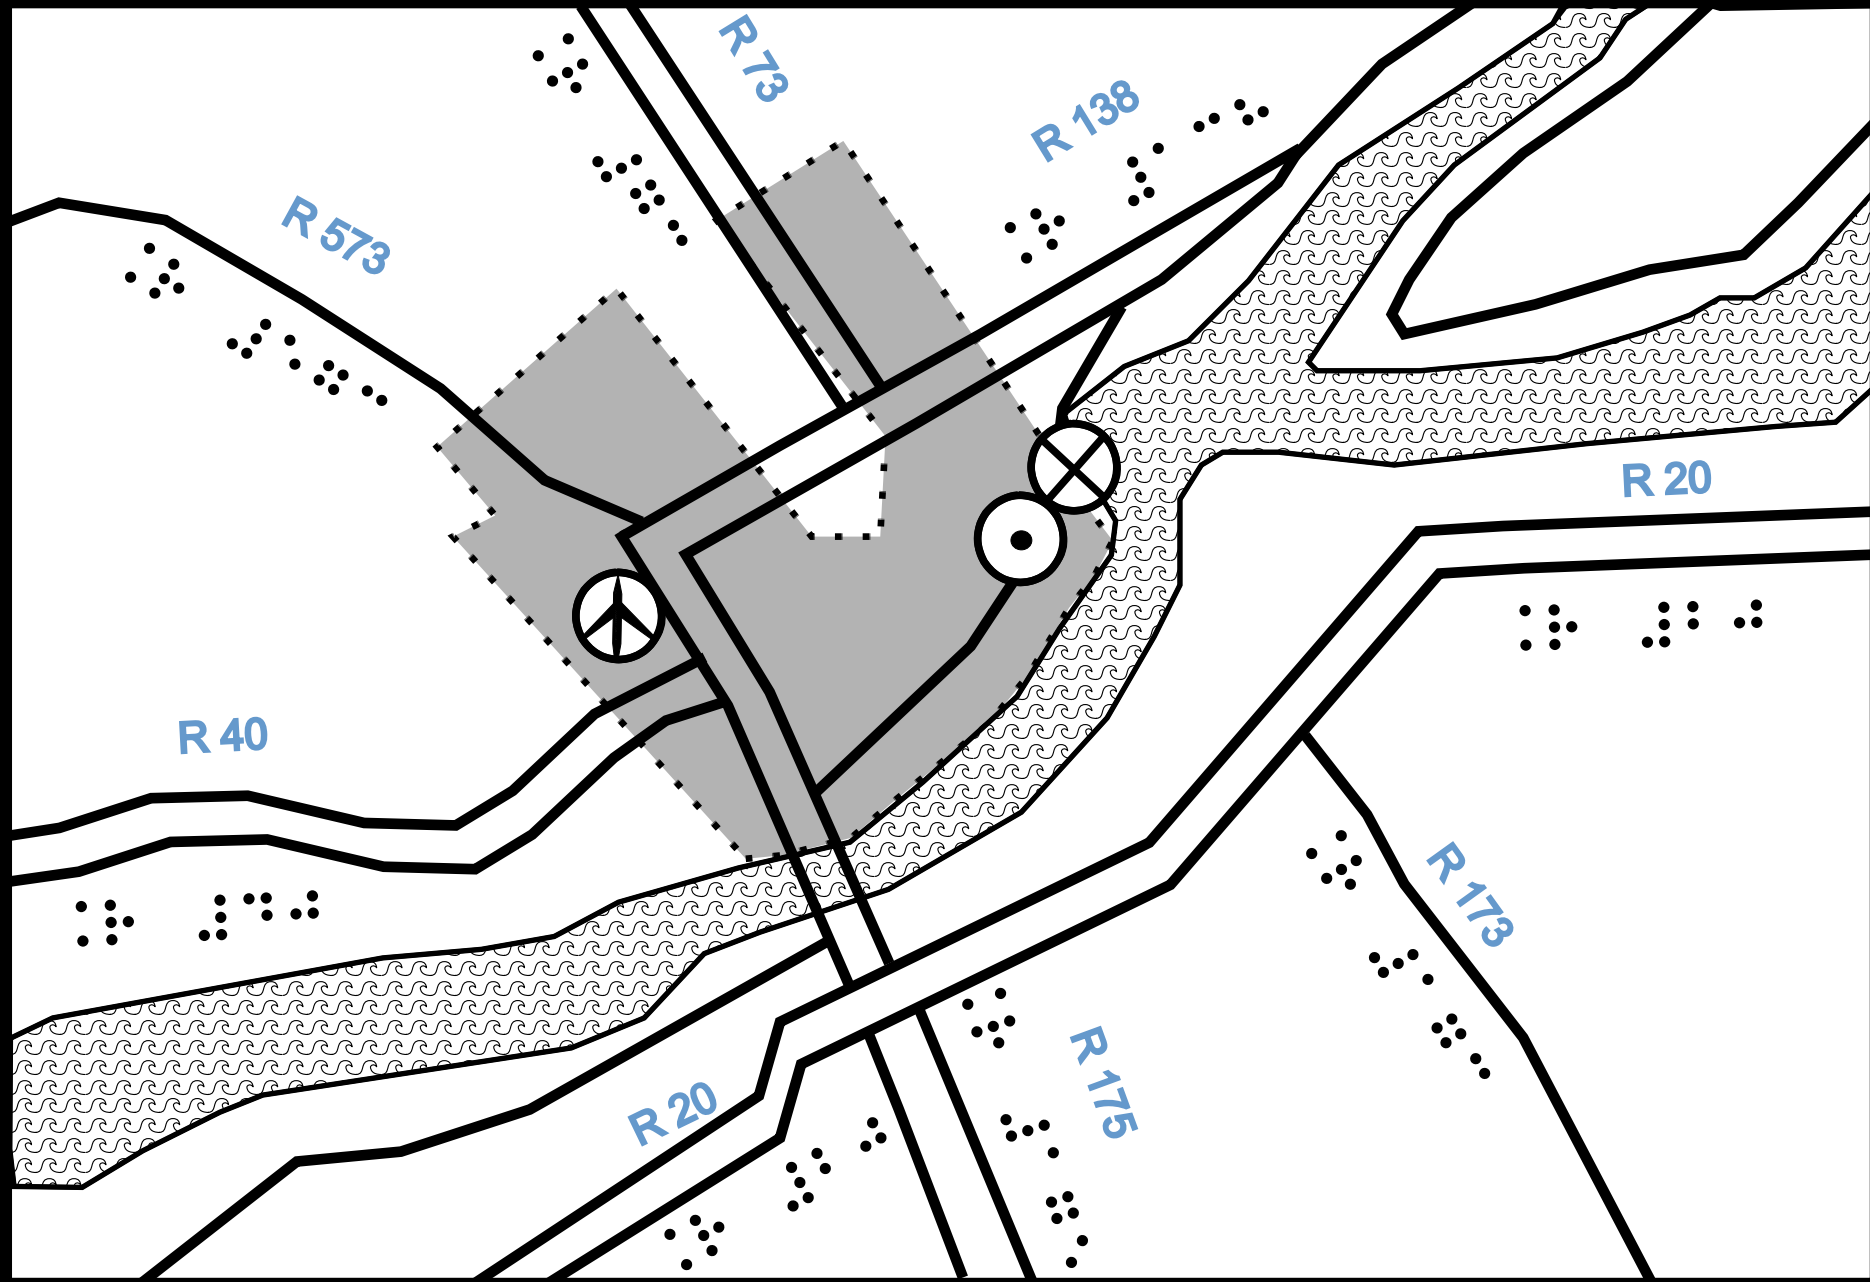 R 73
⠨⠗ ⠼⠛⠉
R 138
⠨⠗ ⠼⠁⠉⠓
R 573
⠨⠗ ⠼⠑⠛⠉
R 20
⠨⠗ ⠼⠃⠚
R 40
⠨⠗ ⠼⠙⠚
R 173
⠨⠗ ⠼⠁⠛⠉
R 20
⠨⠗ ⠼⠃⠚
R 175
⠨⠗ ⠼⠁⠛⠑